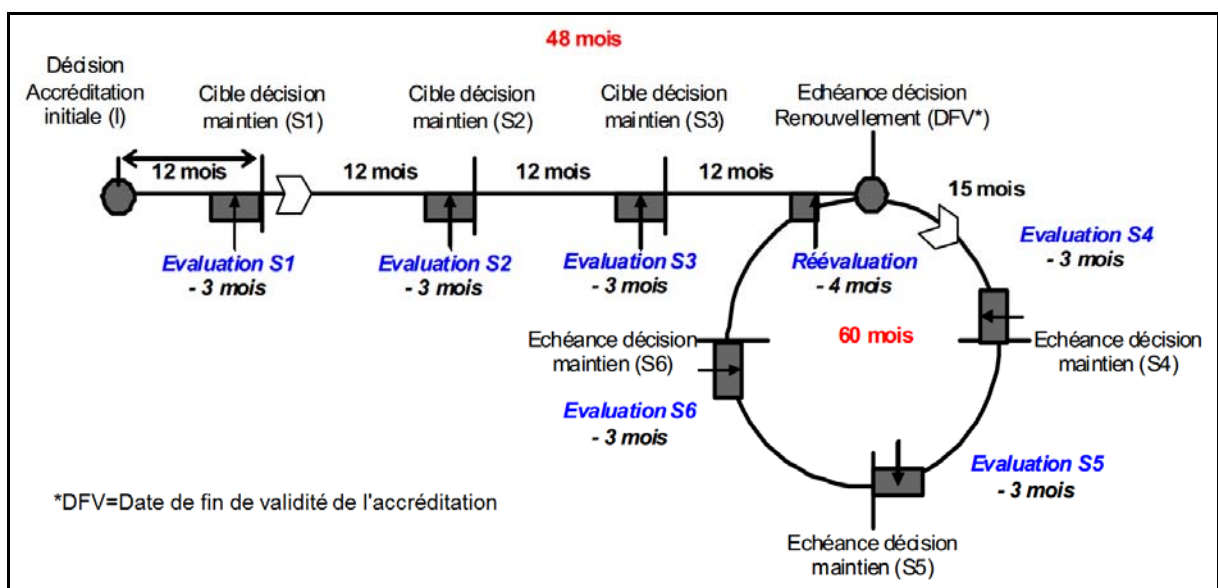 48 mois
Décision
Accréditation
initiale (I)
Cible décision
maintien (S1)
Cible décision
maintien (S2)
Cible décision
maintien (S3)
Echéance décision
Renouvellement (DFV*)
12 mois
12 mois
12 mois
12 mois
15 mois
Evaluation S1
- 3 mois
Evaluation S2
- 3 mois
Evaluation S3
- 3 mois
Réévaluation
- 4 mois
Evaluation S4
- 3 mois
60 mois
Echéance décision
maintien (S6)
Echéance décision
maintien (S4)
Evaluation S6
- 3 mois
Evaluation S5
- 3 mois
*DFV=Date de fin de validité de l'accréditation
Echéance décision
maintien (S5)